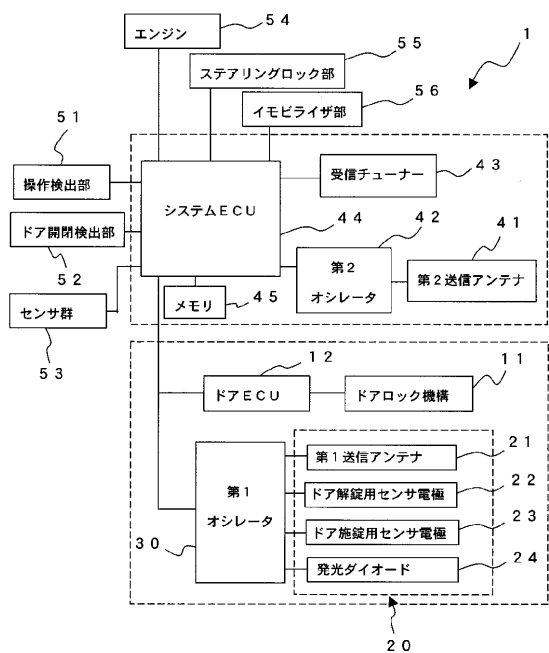 エンジン
54
ステアリングロック部
55
イモビライザ部
56
1
51
操作検出部
システムECU
受信チューナー
43
44
42
41
ドア開閉検出部
52
第2
オシレータ
第2送信アンテナ
センサ群
53
メモリ
45
12
11
ドアECU
ドアロック機構
第1
オシレータ
30
第1送信アンテナ
21
ドア解錠用センサ電極
22
ドア施錠用センサ電極
23
発光ダイオード
24
20